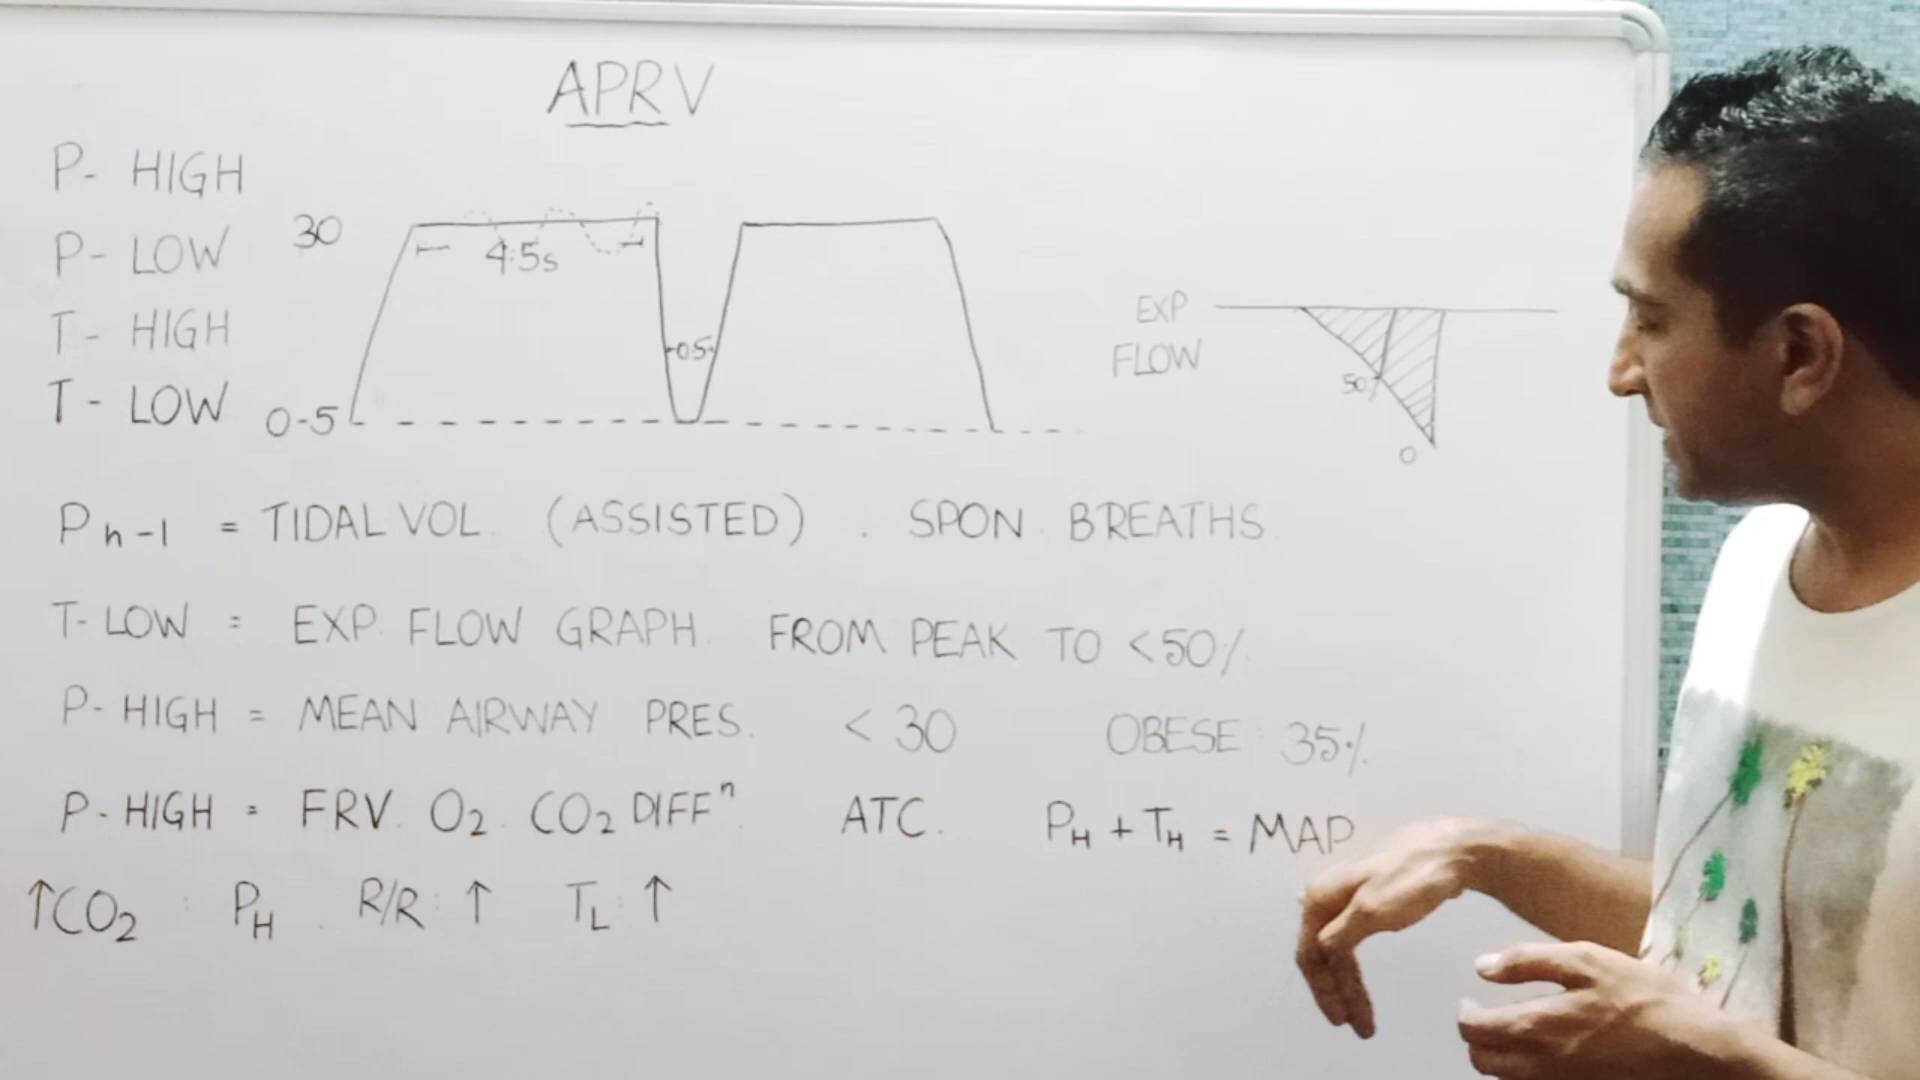 APRV
P- HIGH
P- LOW
T- HIGH
T- LOW
30
4.5s
0.5
0-5
EXP
FLOW
50%
0
Ph-l = TIDAL VOL. (ASSISTED). SPON BREATHS.
T-LOW = EXP. FLOW GRAPH. FROM PEAK TO <50%
P-HIGH = MEAN AIRWAY PRES. < 30 OBESE: 35%.
P-HIGH = FRV. O₂. CO₂ DIFFⁿ. ATC. PH + TH = MAP
↑CO₂ : PH . R/R: ↑ TL: ↑